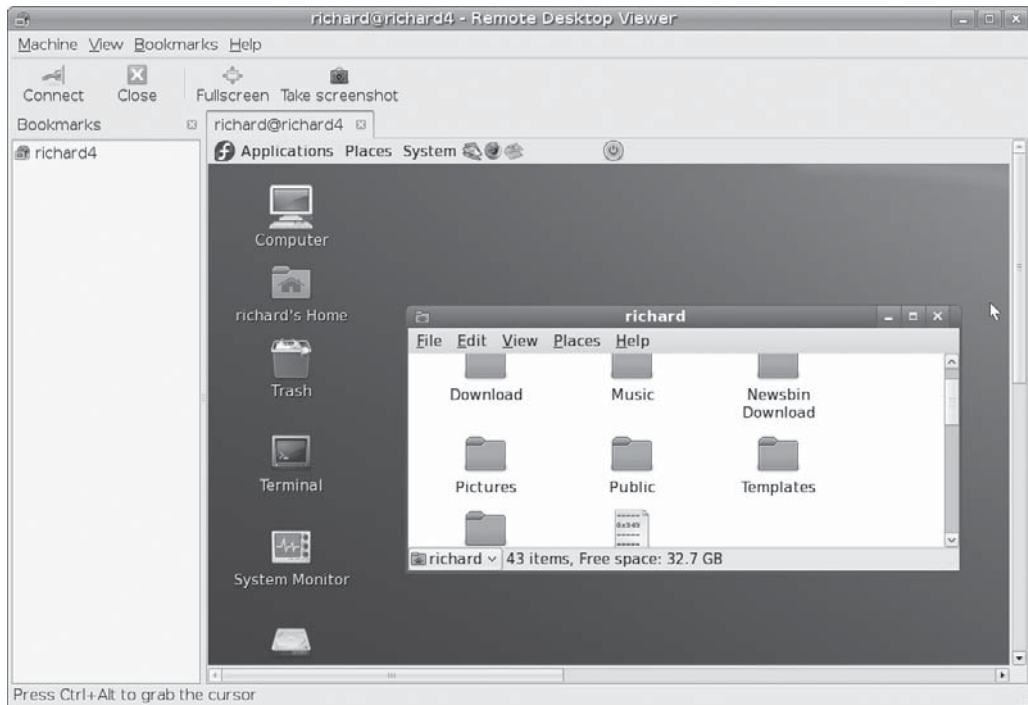 richard@richard4 - Remote Desktop Viewer
Machine View Bookmarks Help
Connect Close Fullscreen Take screenshot
Bookmarks richard@richard4
richard4
Applications Places System
Computer
richard's Home
Trash
Terminal
System Monitor
richard
File Edit View Places Help
Download Music Newsbin
Download
Pictures Public Templates
richard 43 items, Free space: 32.7 GB
Press Ctrl+Alt to grab the cursor